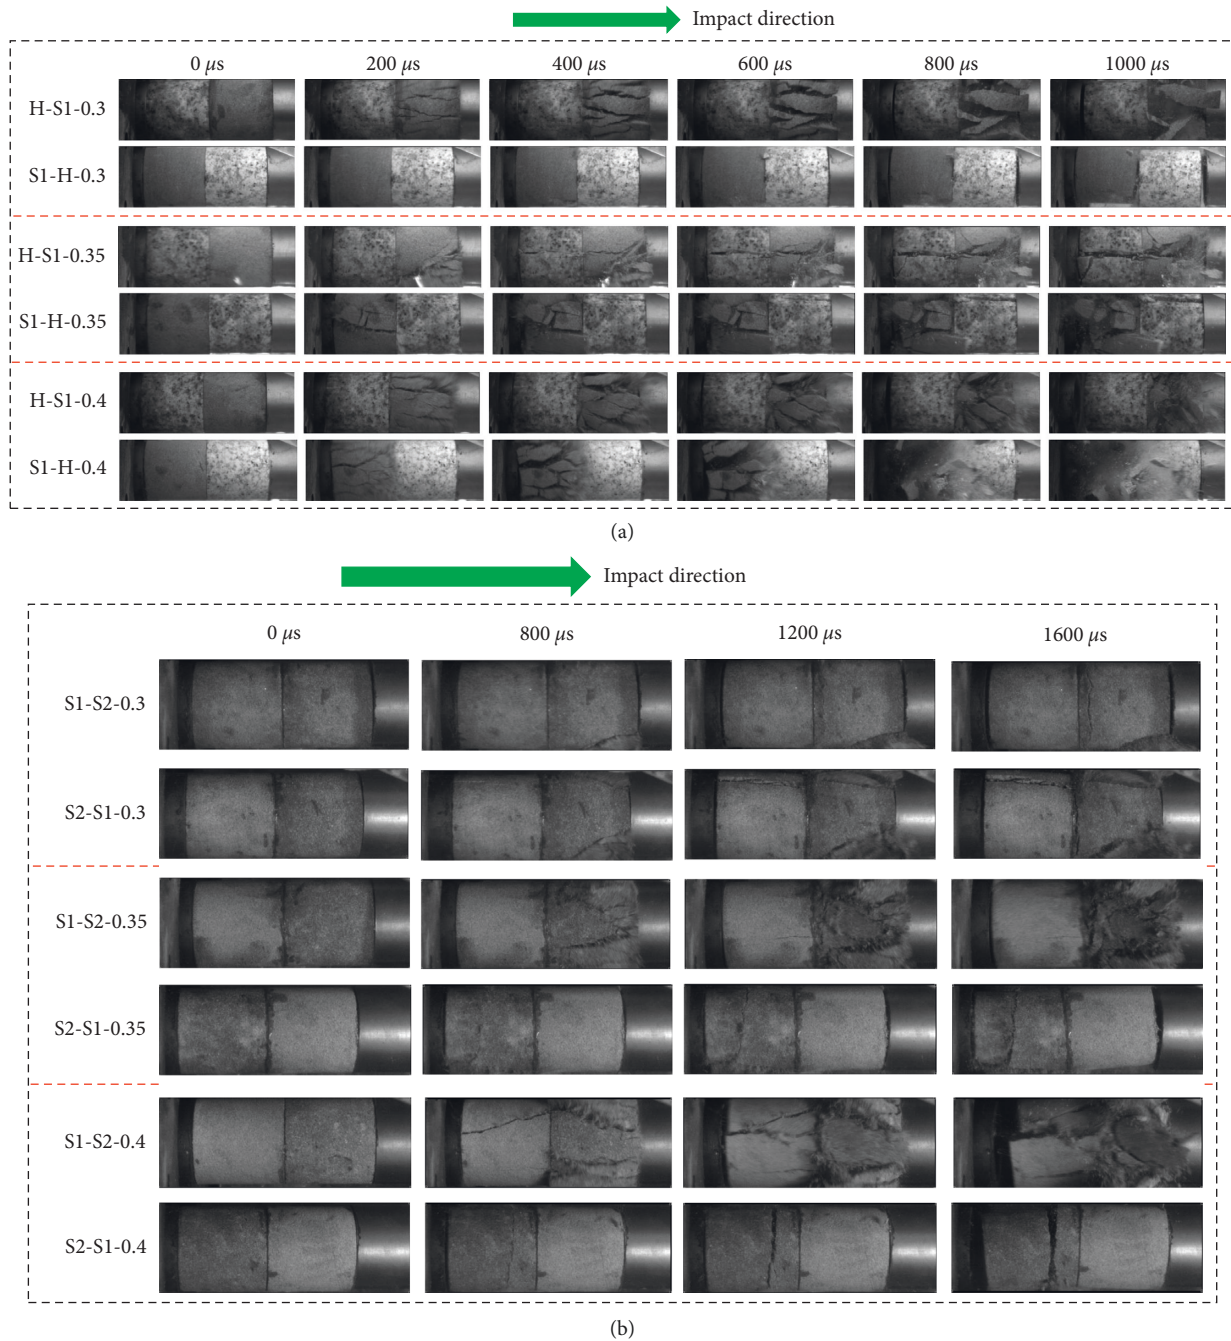 Impact direction
0 μs 200 μs 400 μs 600 μs 800 μs 1000 μs
H-S1-0.3
S1-H-0.3
H-S1-0.35
S1-H-0.35
H-S1-0.4
S1-H-0.4
(a)
Impact direction
0 μs 800 μs 1200 μs 1600 μs
S1-S2-0.3
S2-S1-0.3
S1-S2-0.35
S2-S1-0.35
S1-S2-0.4
S2-S1-0.4
(b)